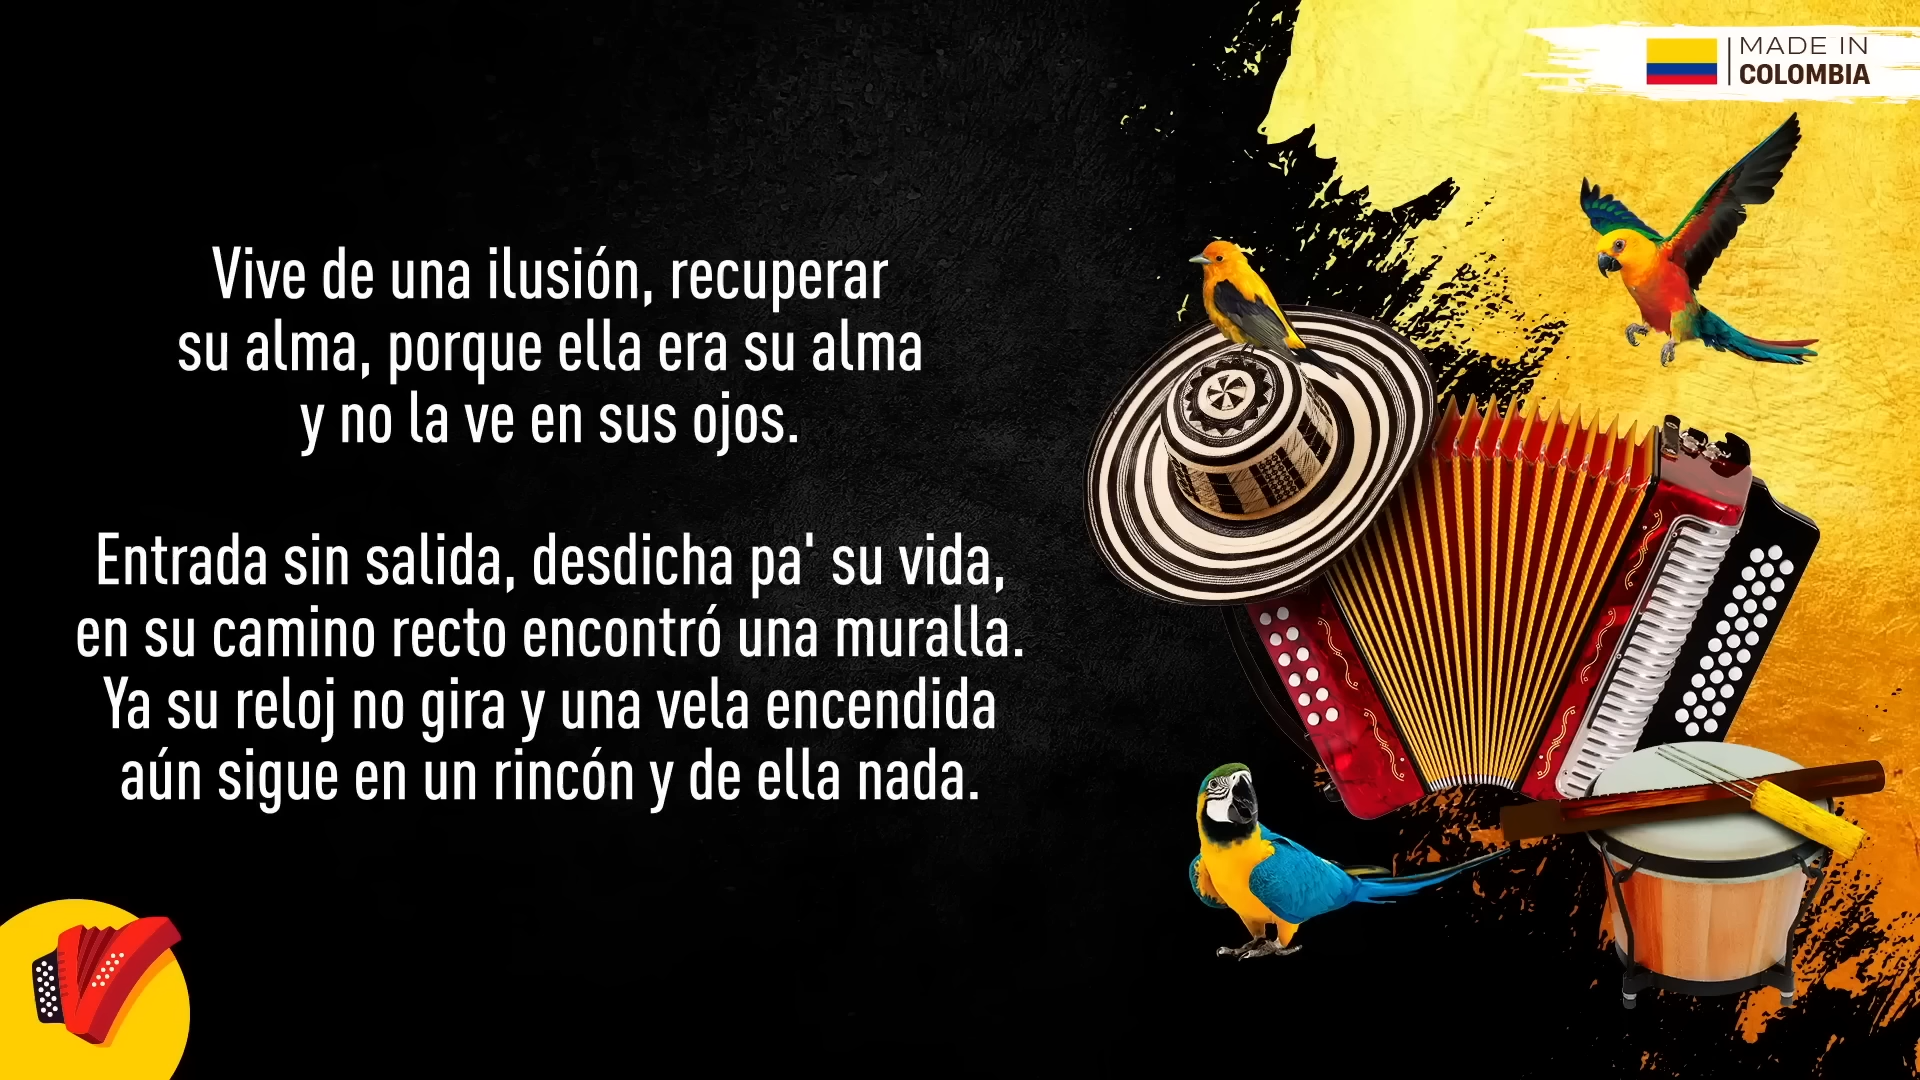 MADE IN
COLOMBIA
Vive de una ilusión, recuperar
su alma, porque ella era su alma
y no la ve en sus ojos.
Entrada sin salida, desdicha pa' su vida,
en su camino recto encontró una muralla.
Ya su reloj no gira y una vela encendida
aún sigue en un rincón y de ella nada.